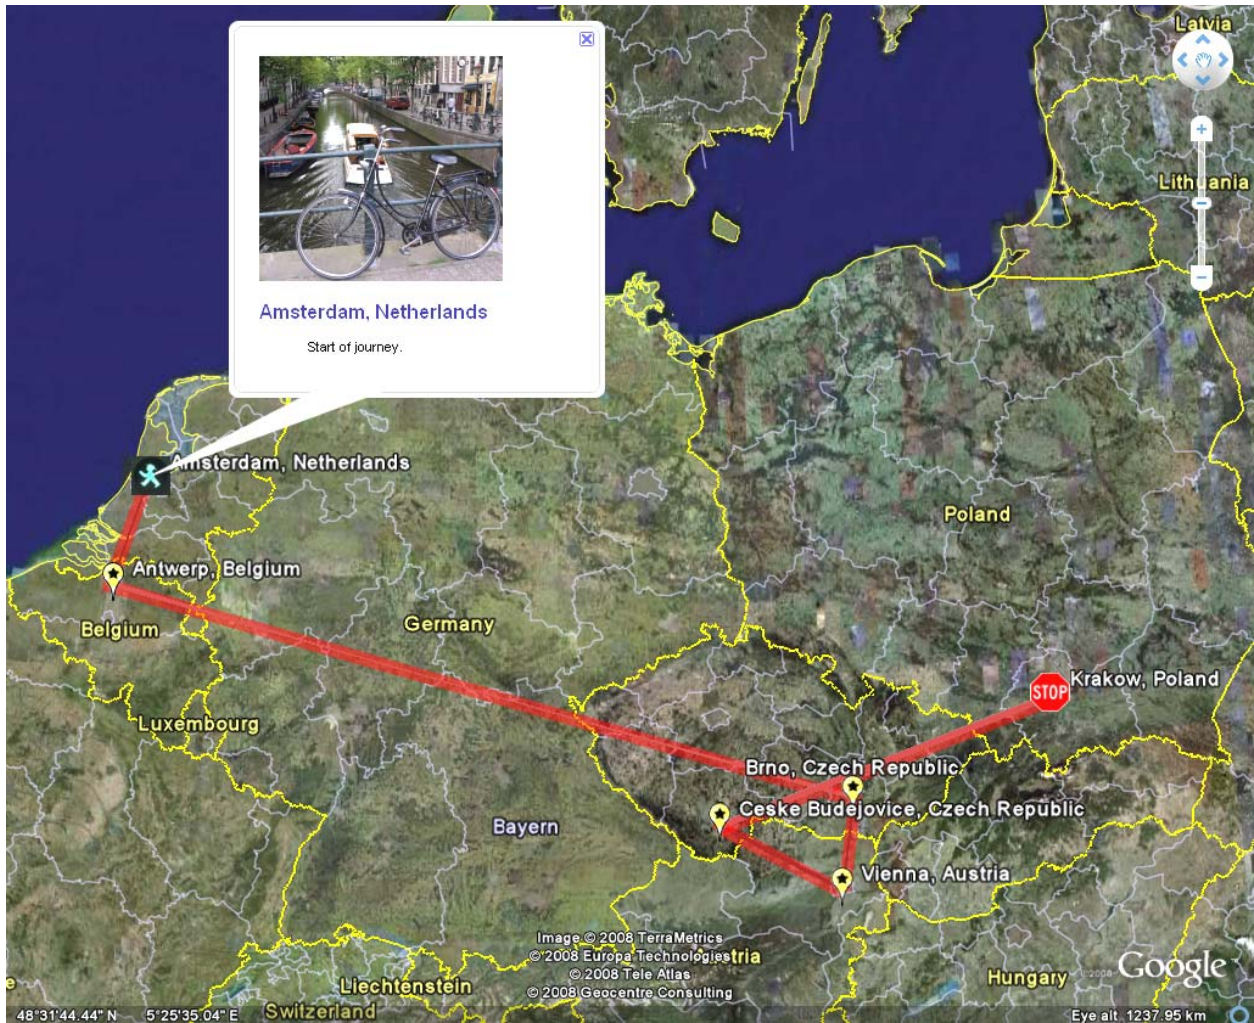 Latvia
Lithuania
Amsterdam, Netherlands
Start of journey.
Amsterdam, Netherlands
Poland
Antwerp, Belgium
Belgium
Germany
Krakow, Poland
STOP
Luxembourg
Brno, Czech Republic
Ceske Budejovice, Czech Republic
Bayern
Vienna, Austria
Image © 2008 TerraMetrics
© 2008 Europa Technologies
© 2008 Tele Atlas
© 2008 Geocentre Consulting
Hungary
©2008 Google
Liechtenstein
Switzerland
48°31'44.44" N 5°25'35.04" E
Eye alt 1237.95 km